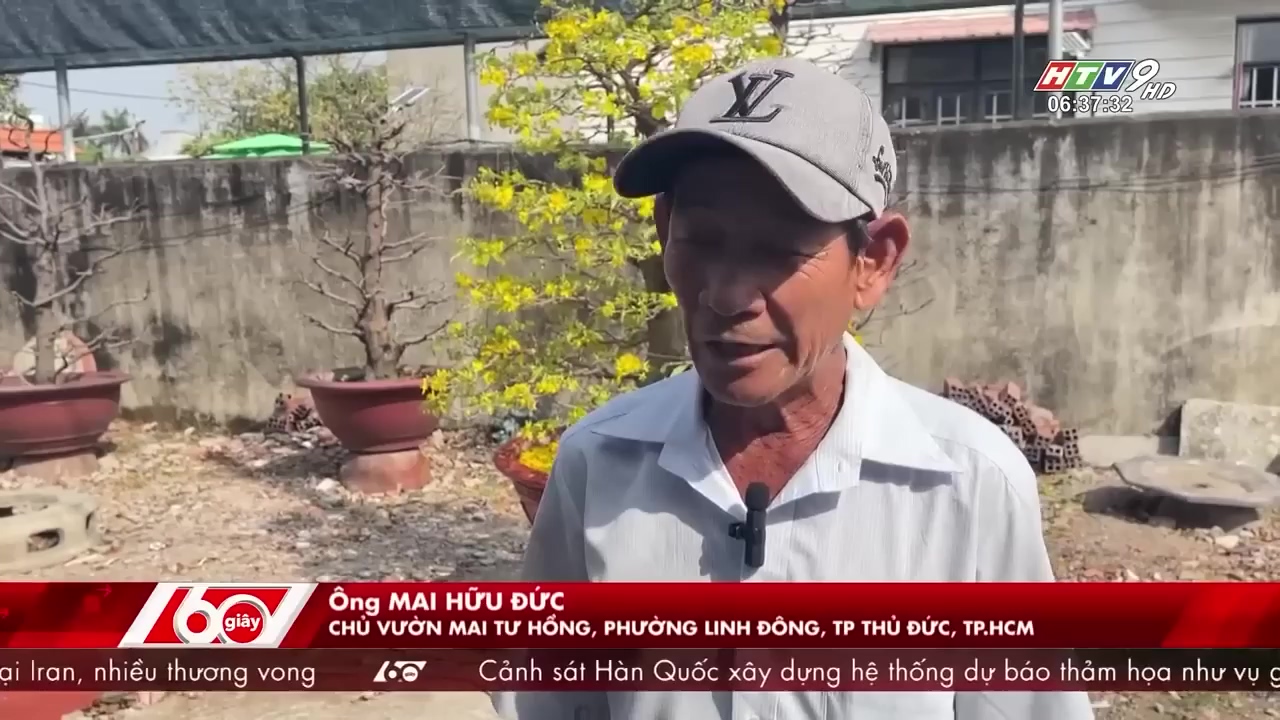 HTV9 HD
06:37:32
LV
60 giây
Ông MAI HỮU ĐỨC
CHỦ VƯỜN MAI TƯ HỒNG, PHƯỜNG LINH ĐÔNG, TP THỦ ĐỨC, TP.HCM
ại Iran, nhiều thương vong 60 Cảnh sát Hàn Quốc xây dựng hệ thống dự báo thảm họa như vụ g